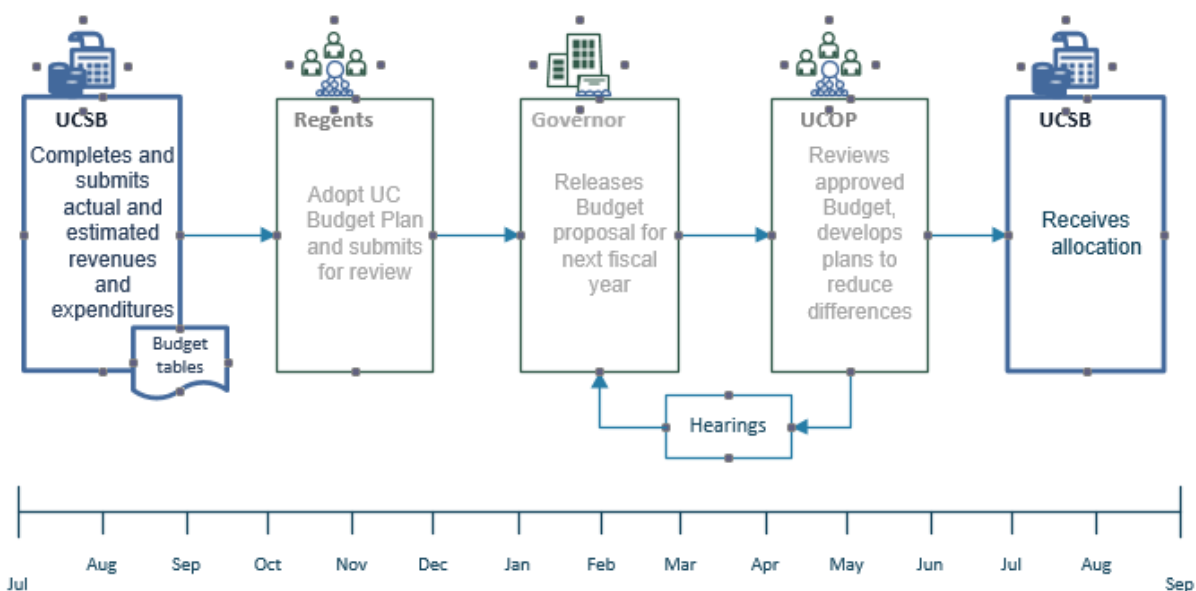 UCSB
Completes and
submits
actual and
estimated
revenues
and
expenditures
Budget
tables
Regents
Adopt UC
Budget Plan
and submits
for review
Governor
Releases
Budget
proposal for
next fiscal
year
UCOP
Reviews
approved
Budget,
develops
plans to
reduce
differences
Hearings
UCSB
Receives
allocation
Jul
Aug
Sep
Oct
Nov
Dec
Jan
Feb
Mar
Apr
May
Jun
Jul
Aug
Sep